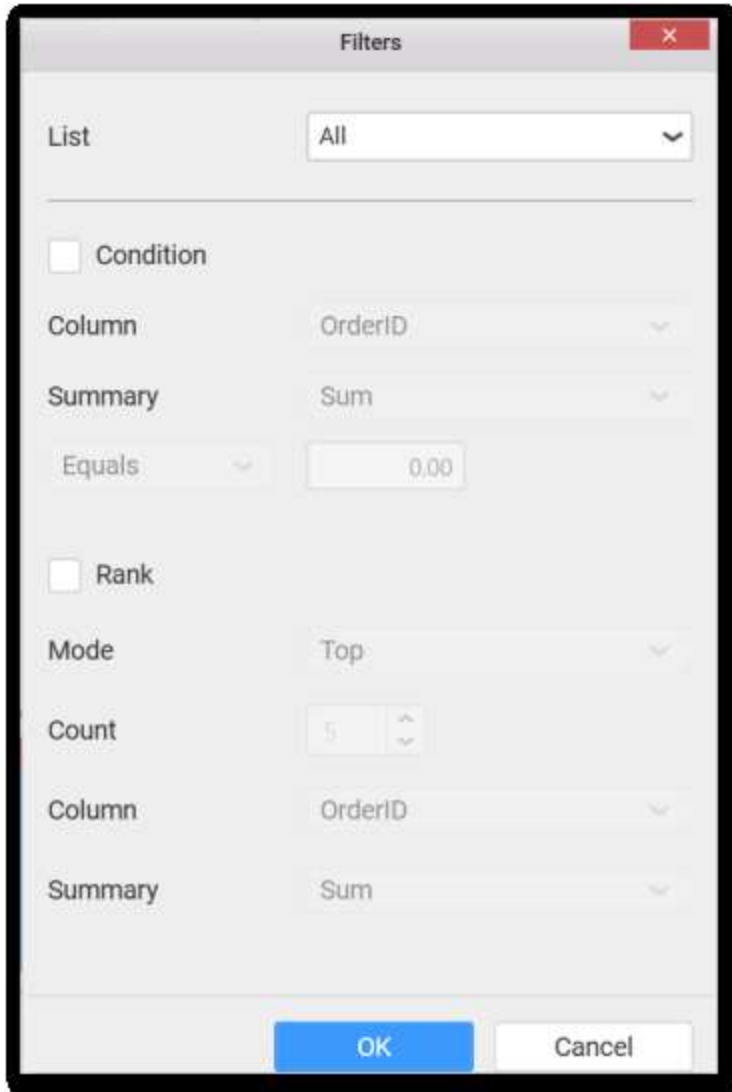 Filters
List All
Condition
Column OrderID
Summary Sum
Equals 0.00
Rank
Mode Top
Count 5
Column OrderID
Summary Sum
OK Cancel